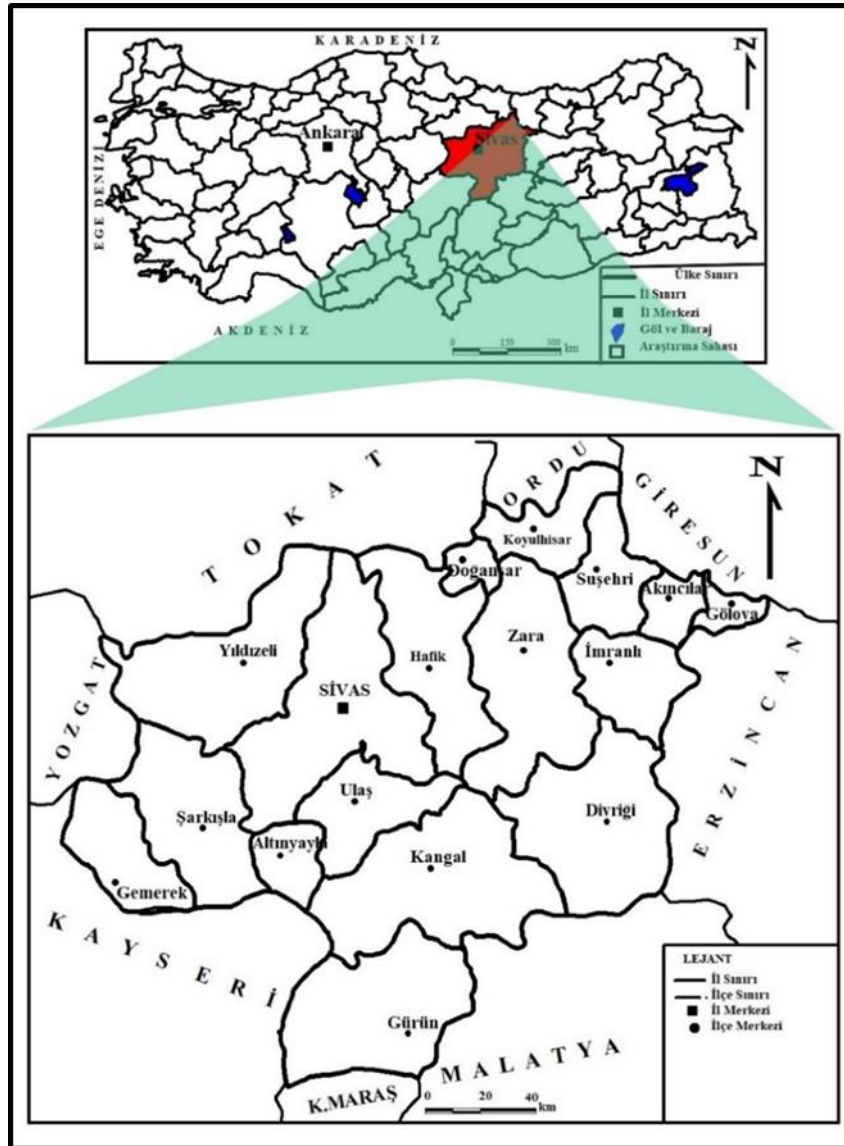 KARADENİZ
N
Ankara
Sivas
EGE DENİZİ
AKDENİZ
0 150 300
km
Ülke Sınırı
İl Sınırı
İl Merkezi
Göl ve Baraj
Araştırma Sahası
TOKAT
ORDU
GİRESUN
N
Koyulhisar
Doğanşar
Suşehri
Akıncılar
Gölova
Yıldızeli
Hafik
Zara
İmranlı
SİVAS
YOZGAT
ERZİNCAN
Ulaş
Şarkışla
Divriği
Altınyayla
Kangal
Gemerek
KAYSERİ
Gürün
MALATYA
K.MARAŞ
0 20 40
km
LEJANT
İl Sınırı
İlçe Sınırı
İl Merkezi
İlçe Merkezi